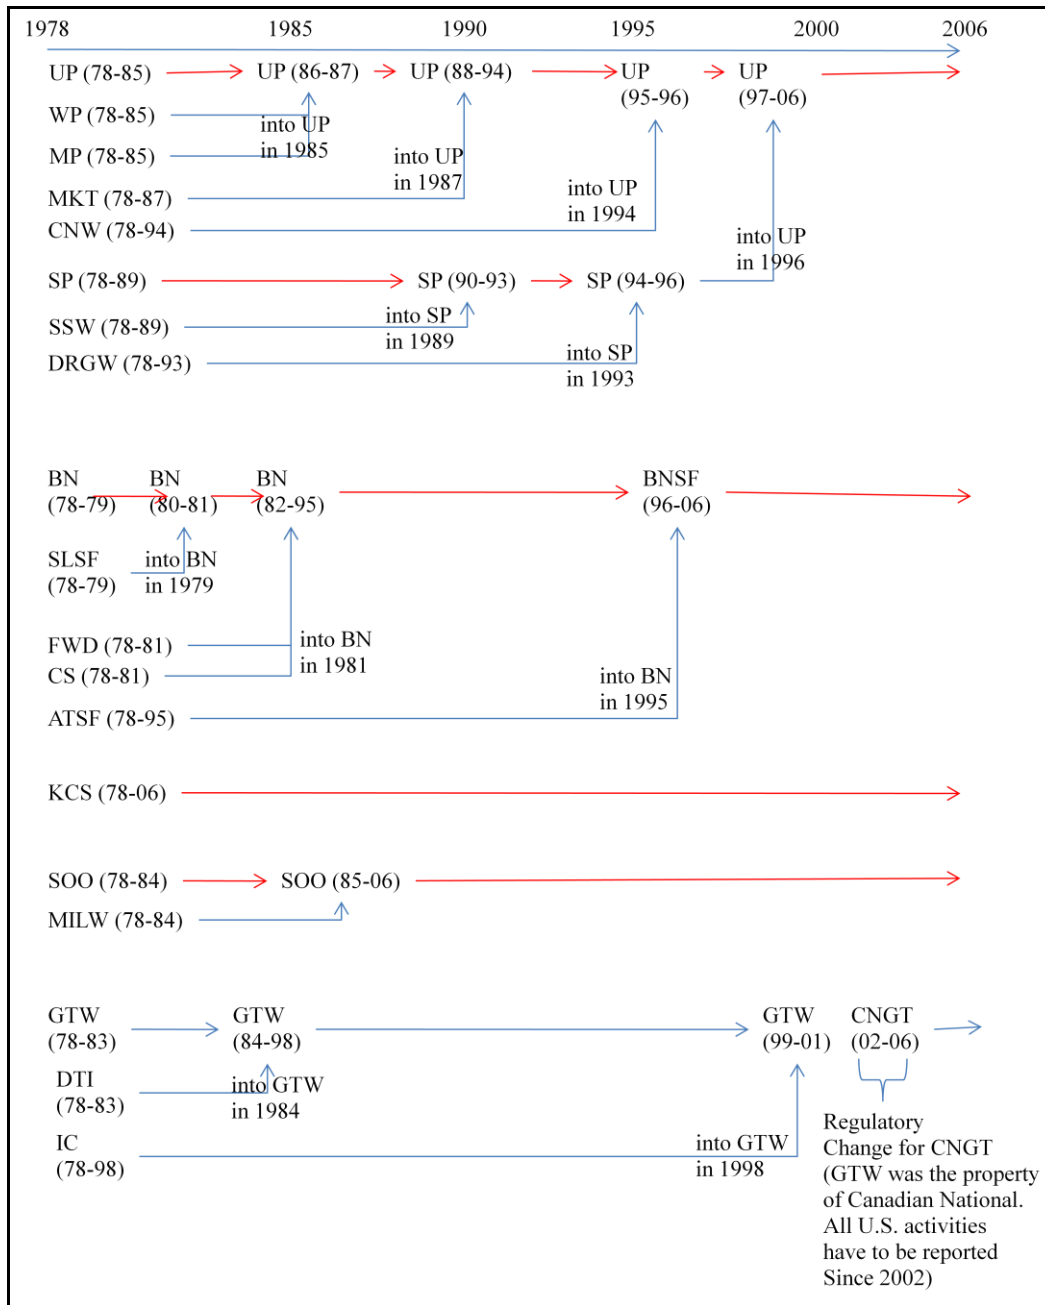 1978 1985 1990 1995 2000 2006
UP (78-85) UP (86-87) UP (88-94) UP UP
(95-96) (97-06)
WP (78-85)
into UP
in 1985
MP (78-85)
into UP
in 1987
MKT (78-87)
into UP
in 1994
CNW (78-94)
into UP
in 1996
SP (78-89) SP (90-93) SP (94-96)
SSW (78-89)
into SP
in 1989
DRGW (78-93)
into SP
in 1993
BN BN BN BNSF
(78-79) (80-81) (82-95) (96-06)
SLSF into BN
(78-79) in 1979
FWD (78-81) into BN
CS (78-81) in 1981
into BN
in 1995
ATSF (78-95)
KCS (78-06)
SOO (78-84) SOO (85-06)
MILW (78-84)
GTW GTW GTW CNGT
(78-83) (84-98) (99-01) (02-06)
DTI into GTW
(78-83) in 1984
IC into GTW
(78-98) in 1998
Regulatory
Change for CNGT
(GTW was the property
of Canadian National.
All U.S. activities
have to be reported
Since 2002)